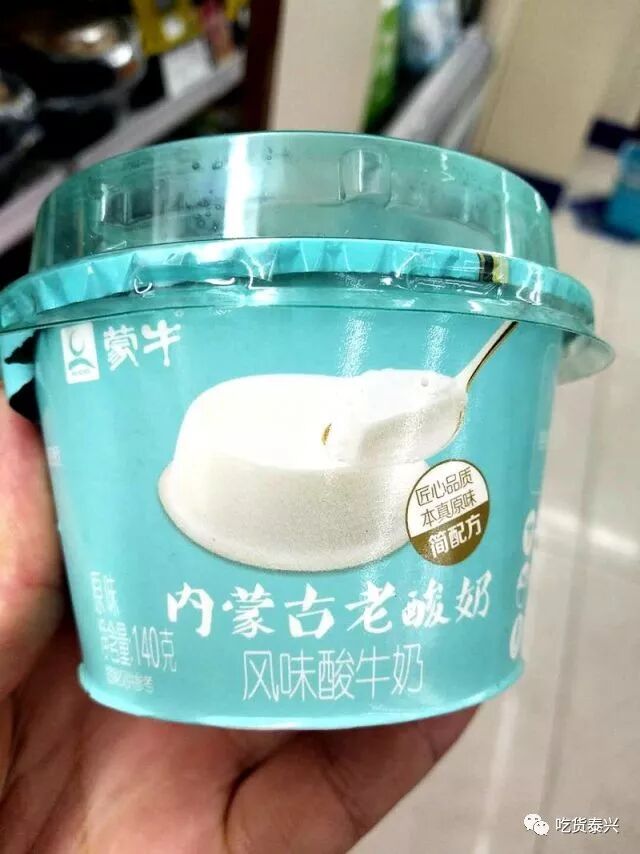 蒙牛
匠心品质
本真原味
简配方
内蒙古老酸奶
风味酸牛奶
原味
净含量:140克
吃货泰兴